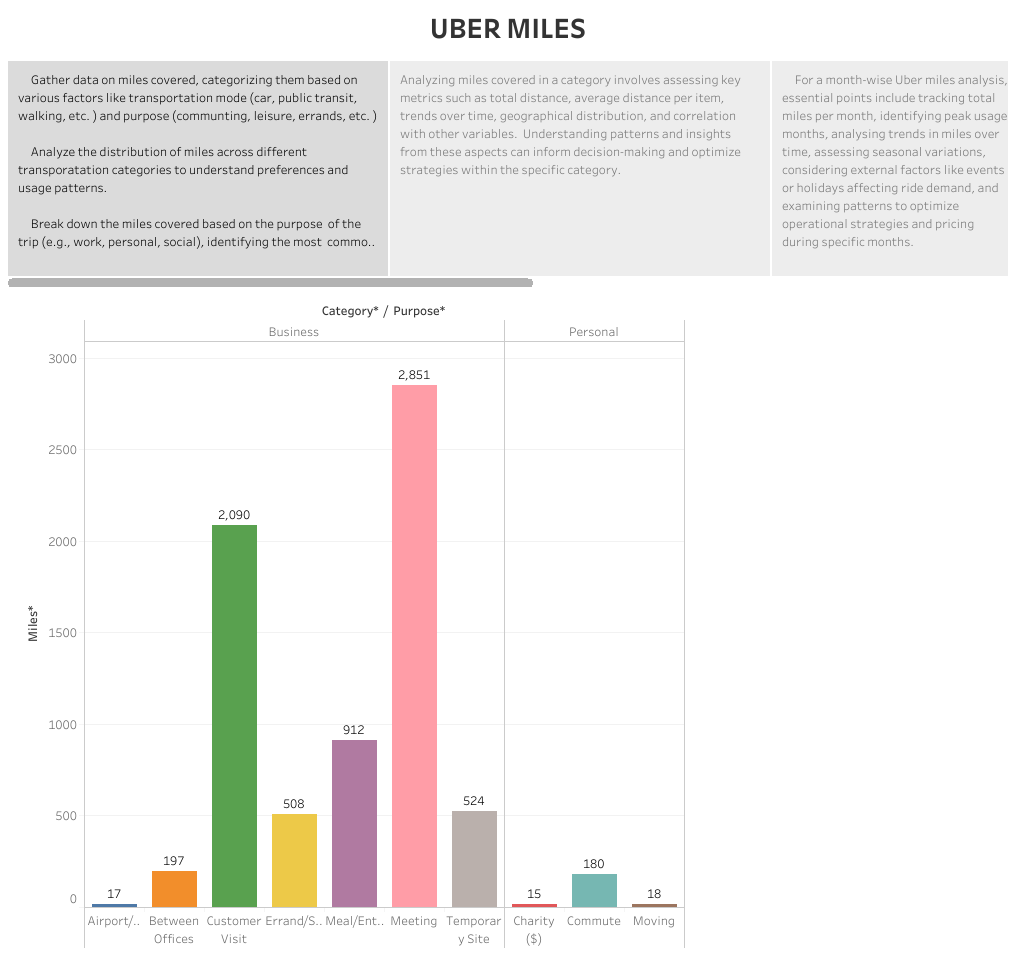 UBER MILES
Gather data on miles covered, categorizing them based on
various factors like transportation mode (car, public transit,
walking, etc. ) and purpose (communting, leisure, errands, etc. )
Analyze the distribution of miles across different
transporatation categories to understand preferences and
usage patterns.
Break down the miles covered based on the purpose of the
trip (e.g., work, personal, social), identifying the most commo..
Analyzing miles covered in a category involves assessing key
metrics such as total distance, average distance per item,
trends over time, geographical distribution, and correlation
with other variables. Understanding patterns and insights
from these aspects can inform decision-making and optimize
strategies within the specific category.
For a month-wise Uber miles analysis,
essential points include tracking total
miles per month, identifying peak usage
months, analysing trends in miles over
time, assessing seasonal variations,
considering external factors like events
or holidays affecting ride demand, and
examining patterns to optimize
operational strategies and pricing
during specific months.
Category* / Purpose*
Business
Personal
Miles*
3000
2500
2000
1500
1000
500
0
17
197
2,090
508
912
2,851
524
15
180
18
Airport/..
Between
Offices
Customer
Visit
Errand/S..
Meal/Ent..
Meeting
Temporar
y Site
Charity
($)
Commute
Moving